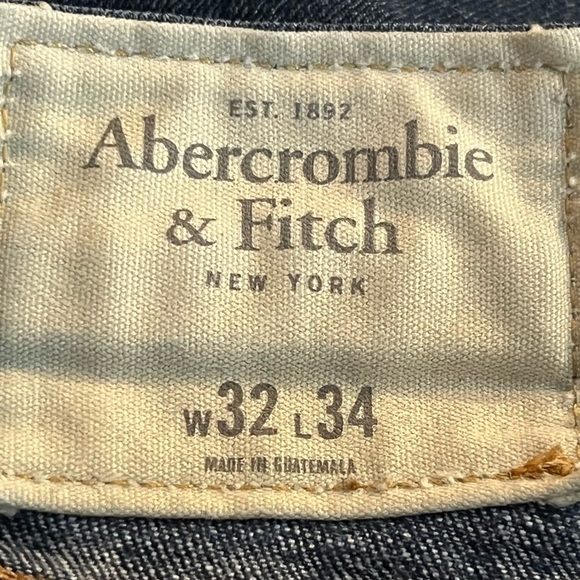 EST. 1892
Abercrombie
& Fitch
NEW YORK
W32 L34
MADE IN GUATEMALA